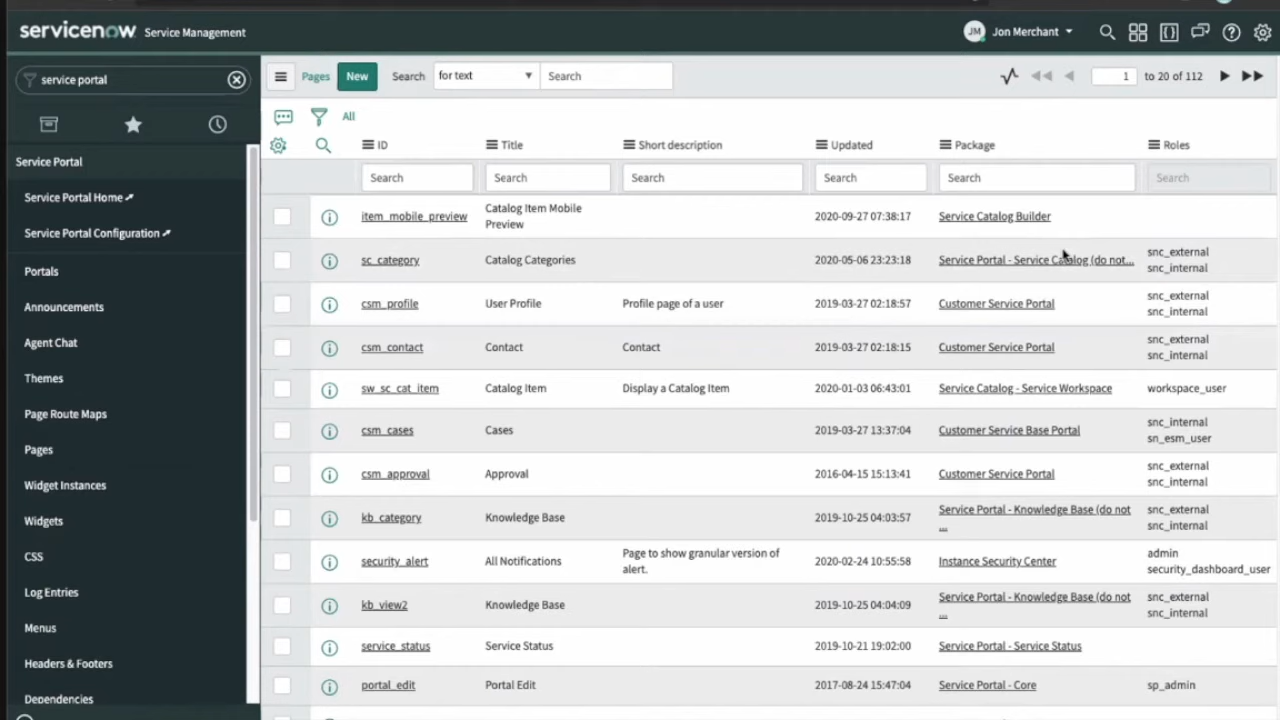 servicenow Service Management
JM Jon Merchant
service portal
Service Portal
Service Portal Home
Service Portal Configuration
Portals
Announcements
Agent Chat
Themes
Page Route Maps
Pages
Widget Instances
Widgets
CSS
Log Entries
Menus
Headers & Footers
Dependencies
Pages New Search for text Search 1 to 20 of 112
All
ID Title Short description Updated Package Roles
Search Search Search Search Search Search
item_mobile_preview Catalog Item Mobile 2020-09-27 07:38:17 Service Catalog Builder
Preview
sc_category Catalog Categories 2020-05-06 23:23:18 Service Portal - Service Catalog (do not... snc_external
snc_internal
csm_profile User Profile Profile page of a user 2019-03-27 02:18:57 Customer Service Portal snc_external
snc_internal
csm_contact Contact Contact 2019-03-27 02:18:15 Customer Service Portal snc_external
snc_internal
sw_sc_cat_item Catalog Item Display a Catalog Item 2020-01-03 06:43:01 Service Catalog - Service Workspace workspace_user
csm_cases Cases 2019-03-27 13:37:04 Customer Service Base Portal snc_internal
sn_esm_user
csm_approval Approval 2016-04-15 15:13:41 Customer Service Portal snc_external
snc_internal
kb_category Knowledge Base 2019-10-25 04:03:57 Service Portal - Knowledge Base (do not snc_external
... snc_internal
security_alert All Notifications Page to show granular version of 2020-02-24 10:55:58 Instance Security Center admin
alert. security_dashboard_user
kb_view2 Knowledge Base 2019-10-25 04:04:09 Service Portal - Knowledge Base (do not snc_external
... snc_internal
service_status Service Status 2019-10-21 19:02:00 Service Portal - Service Status
portal_edit Portal Edit 2017-08-24 15:47:04 Service Portal - Core sp_admin